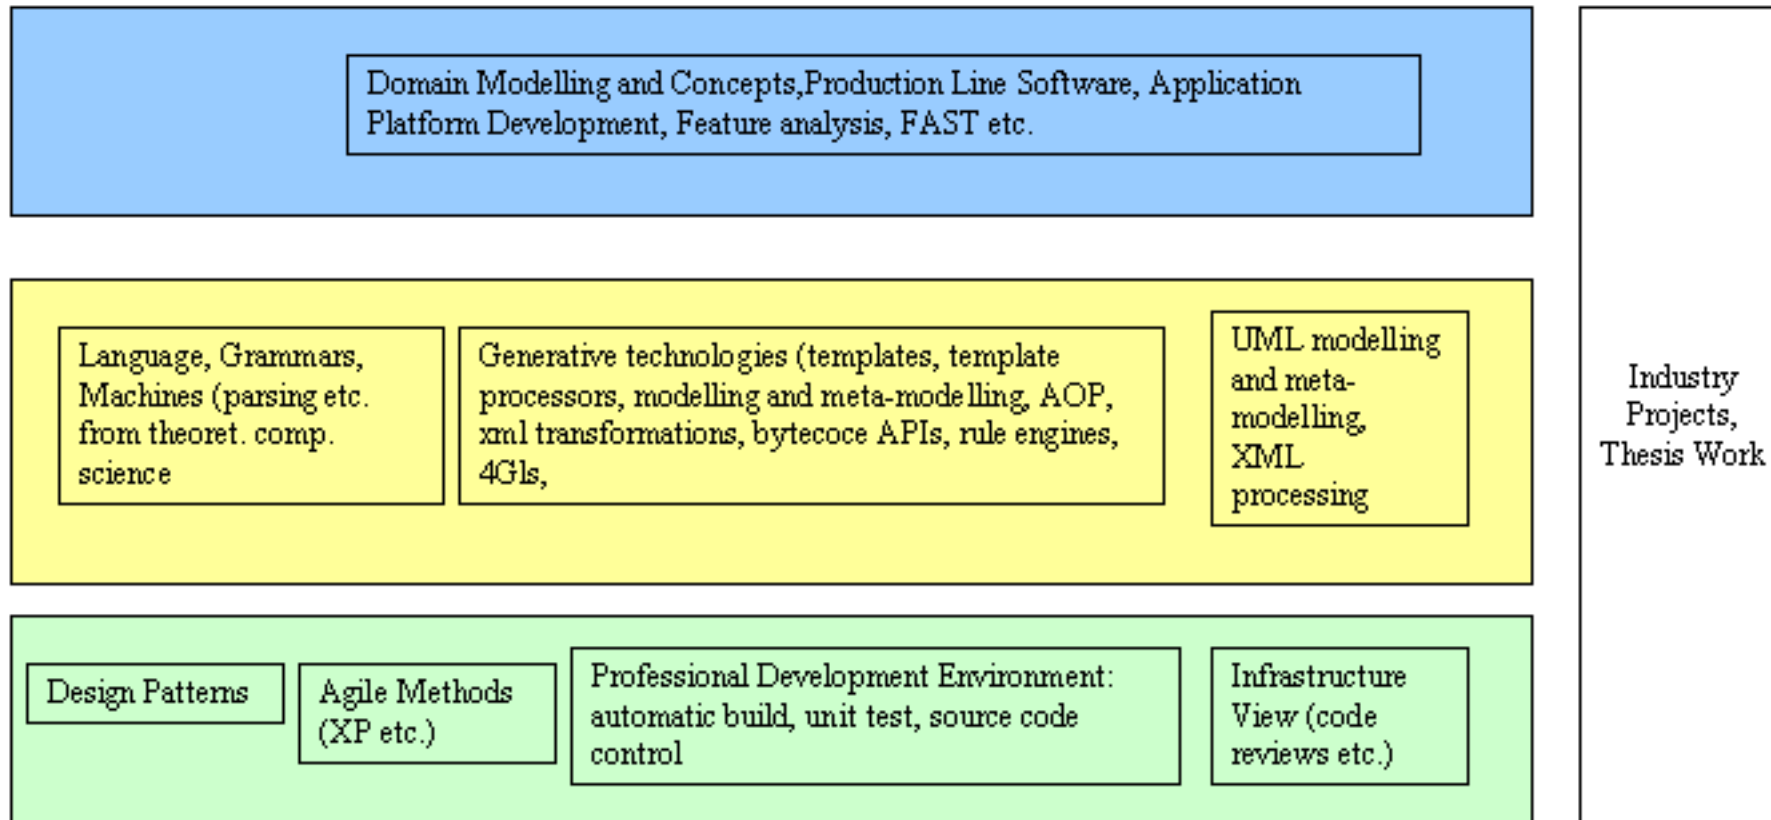 Domain Modelling and Concepts,Production Line Software, Application
Platform Development, Feature analysis, FAST etc.
Language, Grammars,
Machines (parsing etc.
from theoret. comp.
science
Generative technologies (templates, template
processors, modelling and meta-modelling, AOP,
xml transformations, bytecoce APIs, rule engines,
4Gls,
UML modelling
and meta-
modelling,
XML
processing
Industry
Projects,
Thesis Work
Design Patterns
Agile Methods
(XP etc.)
Professional Development Environment:
automatic build, unit test, source code
control
Infrastructure
View (code
reviews etc.)